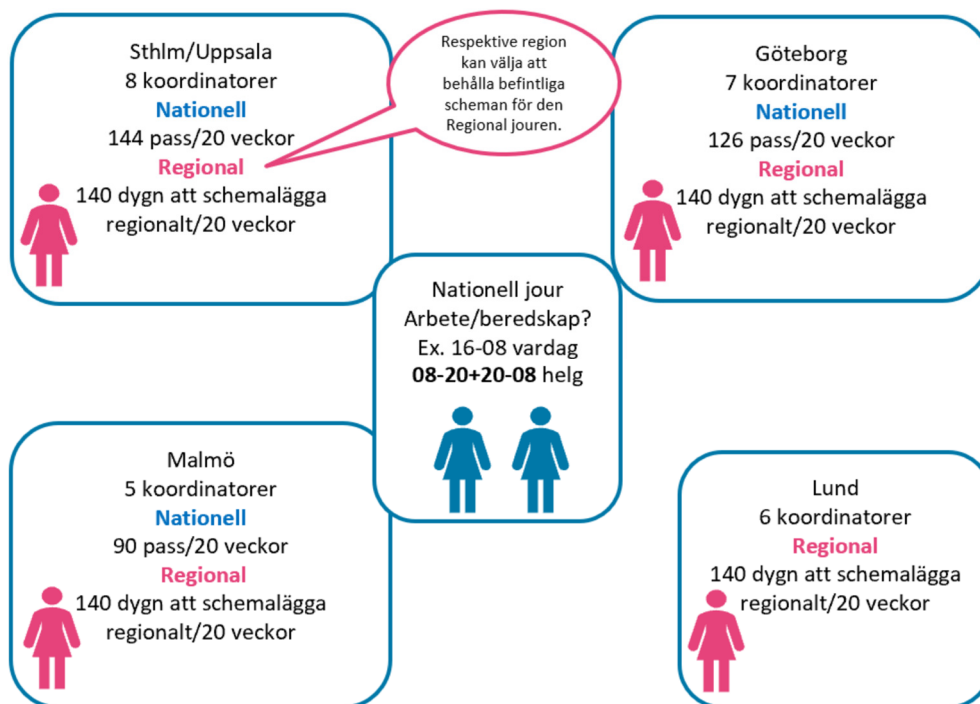 Sthlm/Uppsala
8 koordinatorer
Nationell
144 pass/20 veckor
Regional
140 dygn att schemalägga
regionalt/20 veckor
Respektive region
kan välja att
behålla befintliga
scheman för den
Regional jouren.
Göteborg
7 koordinatorer
Nationell
126 pass/20 veckor
Regional
140 dygn att schemalägga
regionalt/20 veckor
Nationell jour
Arbete/beredskap?
Ex. 16-08 vardag
08-20+20-08 helg
Malmö
5 koordinatorer
Nationell
90 pass/20 veckor
Regional
140 dygn att schemalägga
regionalt/20 veckor
Lund
6 koordinatorer
Regional
140 dygn att schemalägga
regionalt/20 veckor